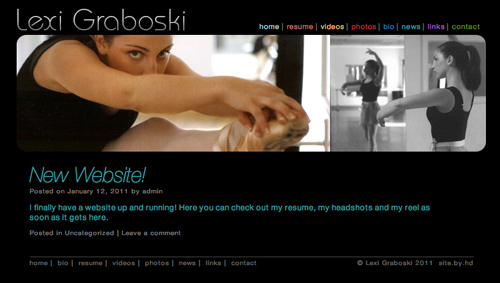 Lexi Graboski
home | resume | videos | photos | bio | news | links | contact
New Website!
Posted on January 12, 2011 by admin
I finally have a website up and running! Here you can check out my resume, my headshots and my reel as
soon as it gets here.
Posted in Uncategorized | Leave a comment
home | bio | resume | videos | photos | news | links | contact
© Lexi Graboski 2011 site.by.hd